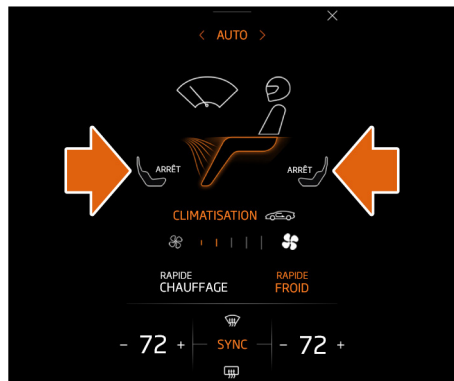 < AUTO >
ARRÊT
ARRÊT
CLIMATISATION
RAPIDE
CHAUFFAGE
RAPIDE
FROID
- 72 + SYNC - 72 +